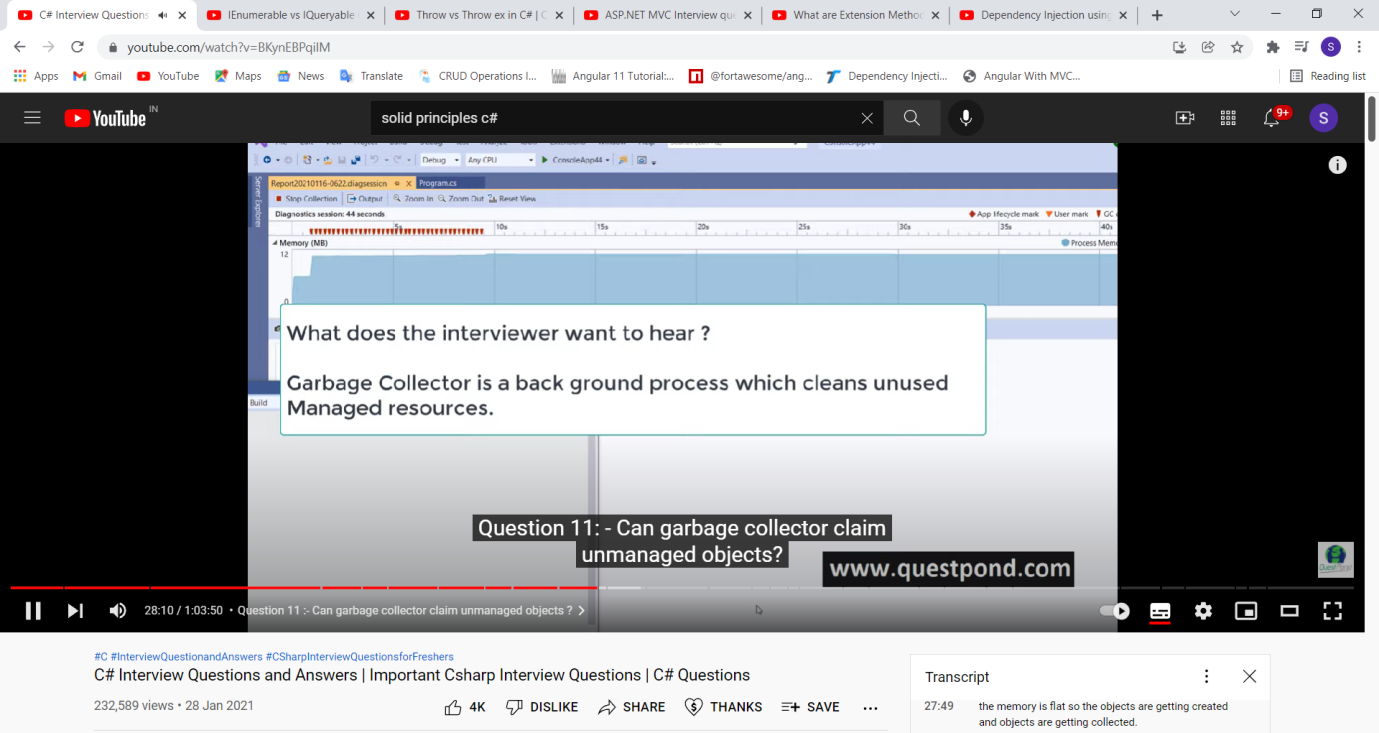 C# Interview Questions
IEnumerable vs IQueryable
Throw vs Throw ex in C# | C
ASP.NET MVC Interview que
What are Extension Method
Dependency Injection using
youtube.com/watch?v=BKynEBPqiIM
S
Apps
Gmail
YouTube
Maps
News
Translate
CRUD Operations I...
Angular 11 Tutorial:...
@fortawesome/ang...
Dependency Injecti...
Angular With MVC...
Reading list
YouTube IN
solid principles c#
9+
S
Debug
Any CPU
ConsoleApp44
Server Explorer
Report20210116-0622.diagsession
Program.cs
Stop Collection
Output
Zoom In
Zoom Out
Reset View
Diagnostics session: 44 seconds
App lifecycle mark
User mark
GC
5s
10s
15s
20s
25s
30s
35s
40s
Memory (MB)
Process Mem
12
0
What does the interviewer want to hear ?
Garbage Collector is a back ground process which cleans unused
Managed resources.
Build
Question 11: - Can garbage collector claim
unmanaged objects?
www.questpond.com
28:10 / 1:03:50 • Question 11 :- Can garbage collector claim unmanaged objects ?
#C #InterviewQuestionandAnswers #CSharpInterviewQuestionsforFreshers
C# Interview Questions and Answers | Important Csharp Interview Questions | C# Questions
232,589 views • 28 Jan 2021
4K
DISLIKE
SHARE
THANKS
SAVE
...
Transcript
27:49
the memory is flat so the objects are getting created
and objects are getting collected.